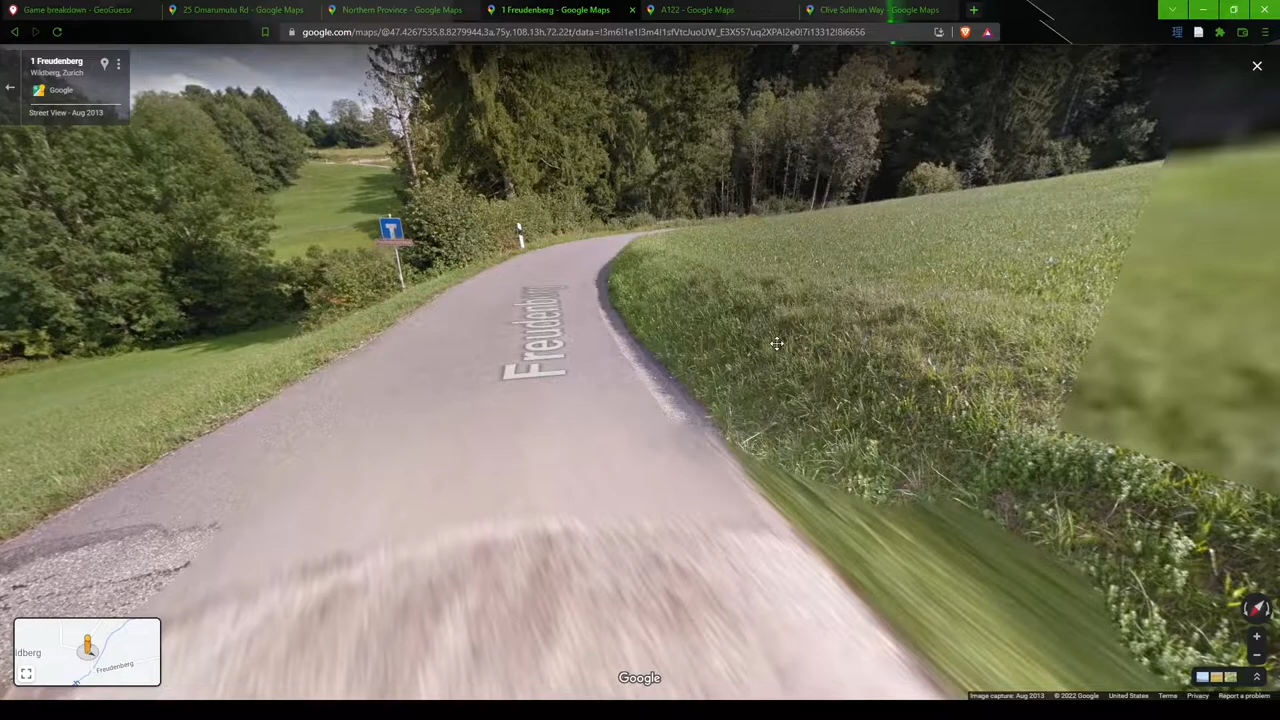 Game breakdown - GeoGuessr
25 Omarumutu Rd - Google Maps
Northern Province - Google Maps
1 Freudenberg - Google Maps
A122 - Google Maps
Clive Sullivan Way - Google Maps
google.com/maps/@47.4267535,8.8279944,3a,75y,108.13h,72.22t/data=!3m6!1e1!3m4!1sfVtcJuoUW_E3X557uq2XPA!2e0!7i13312!8i6656
1 Freudenberg
Wildberg, Zurich
Google
Street View - Aug 2013
Freudenberg
ldberg
Freudenberg
Google
Image capture: Aug 2013 © 2022 Google United States Terms Privacy Report a problem